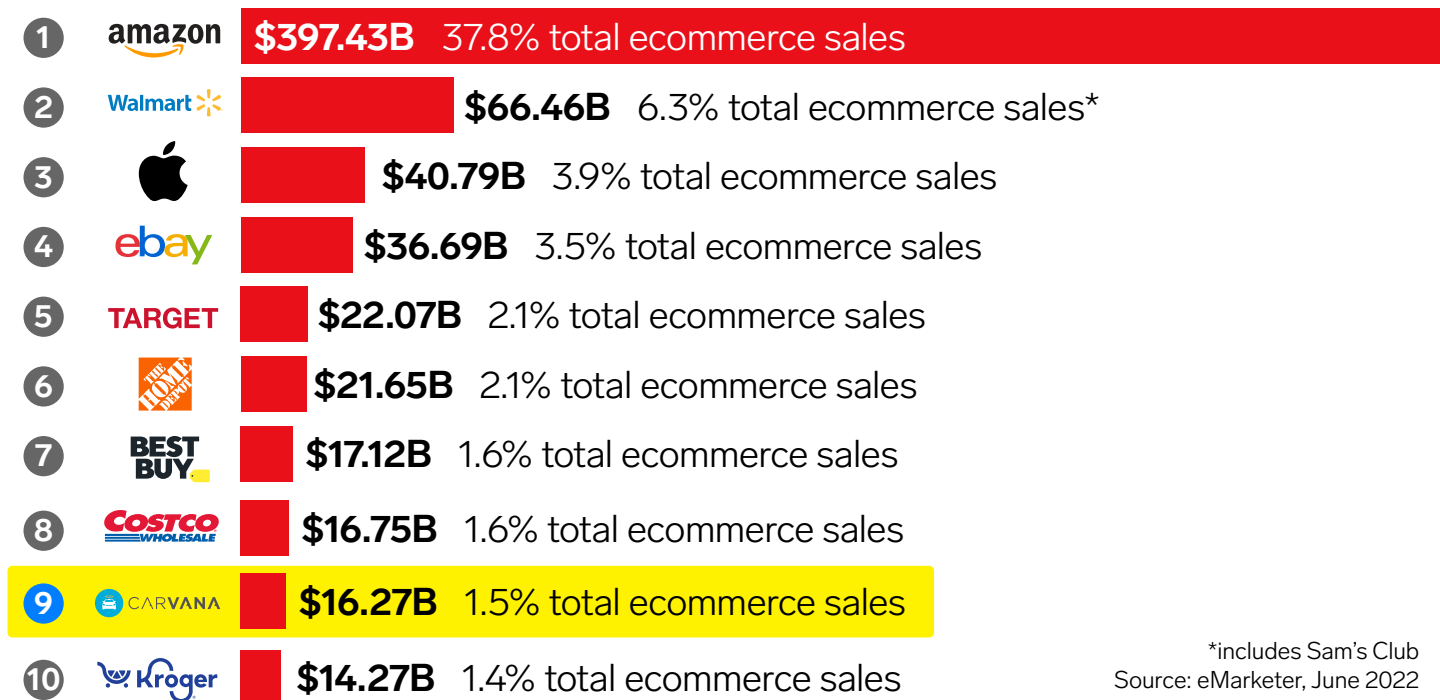 1 amazon $397.43B 37.8% total ecommerce sales
2 Walmart $66.46B 6.3% total ecommerce sales*
3 $40.79B 3.9% total ecommerce sales
4 ebay $36.69B 3.5% total ecommerce sales
5 TARGET $22.07B 2.1% total ecommerce sales
6 THE HOME DEPOT $21.65B 2.1% total ecommerce sales
7 BEST BUY $17.12B 1.6% total ecommerce sales
8 COSTCO WHOLESALE $16.75B 1.6% total ecommerce sales
9 CARVANA $16.27B 1.5% total ecommerce sales
10 Kroger $14.27B 1.4% total ecommerce sales
*includes Sam's Club
Source: eMarketer, June 2022